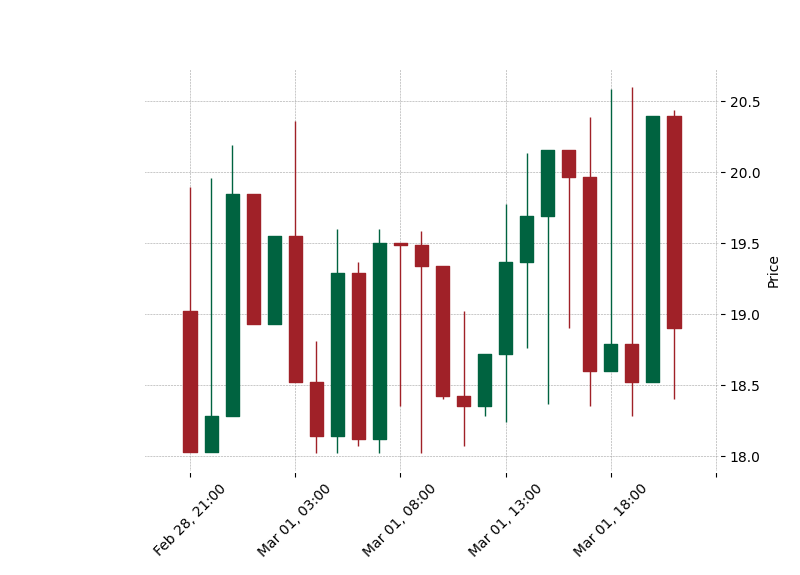 20.5
20.0
19.5
19.0
18.5
18.0
Price
Feb 28, 21:00
Mar 01, 03:00
Mar 01, 08:00
Mar 01, 13:00
Mar 01, 18:00